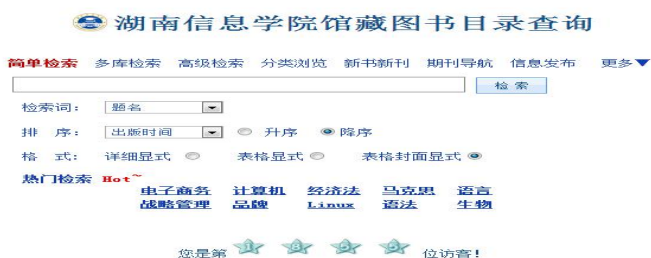 湖南信息学院馆藏图书目录查询
简单检索 多库检索 高级检索 分类浏览 新书新刊 期刊导航 信息发布 更多▼
检 索
检索词: 题名
排 序: 出版时间 升序 降序
格 式: 详细显式 表格显式 表格封面显式
热门检索 Hot~
电子商务 计算机 经济法 马克思 语言
战略管理 品牌 Linux 语法 生物
您是第 位访客!